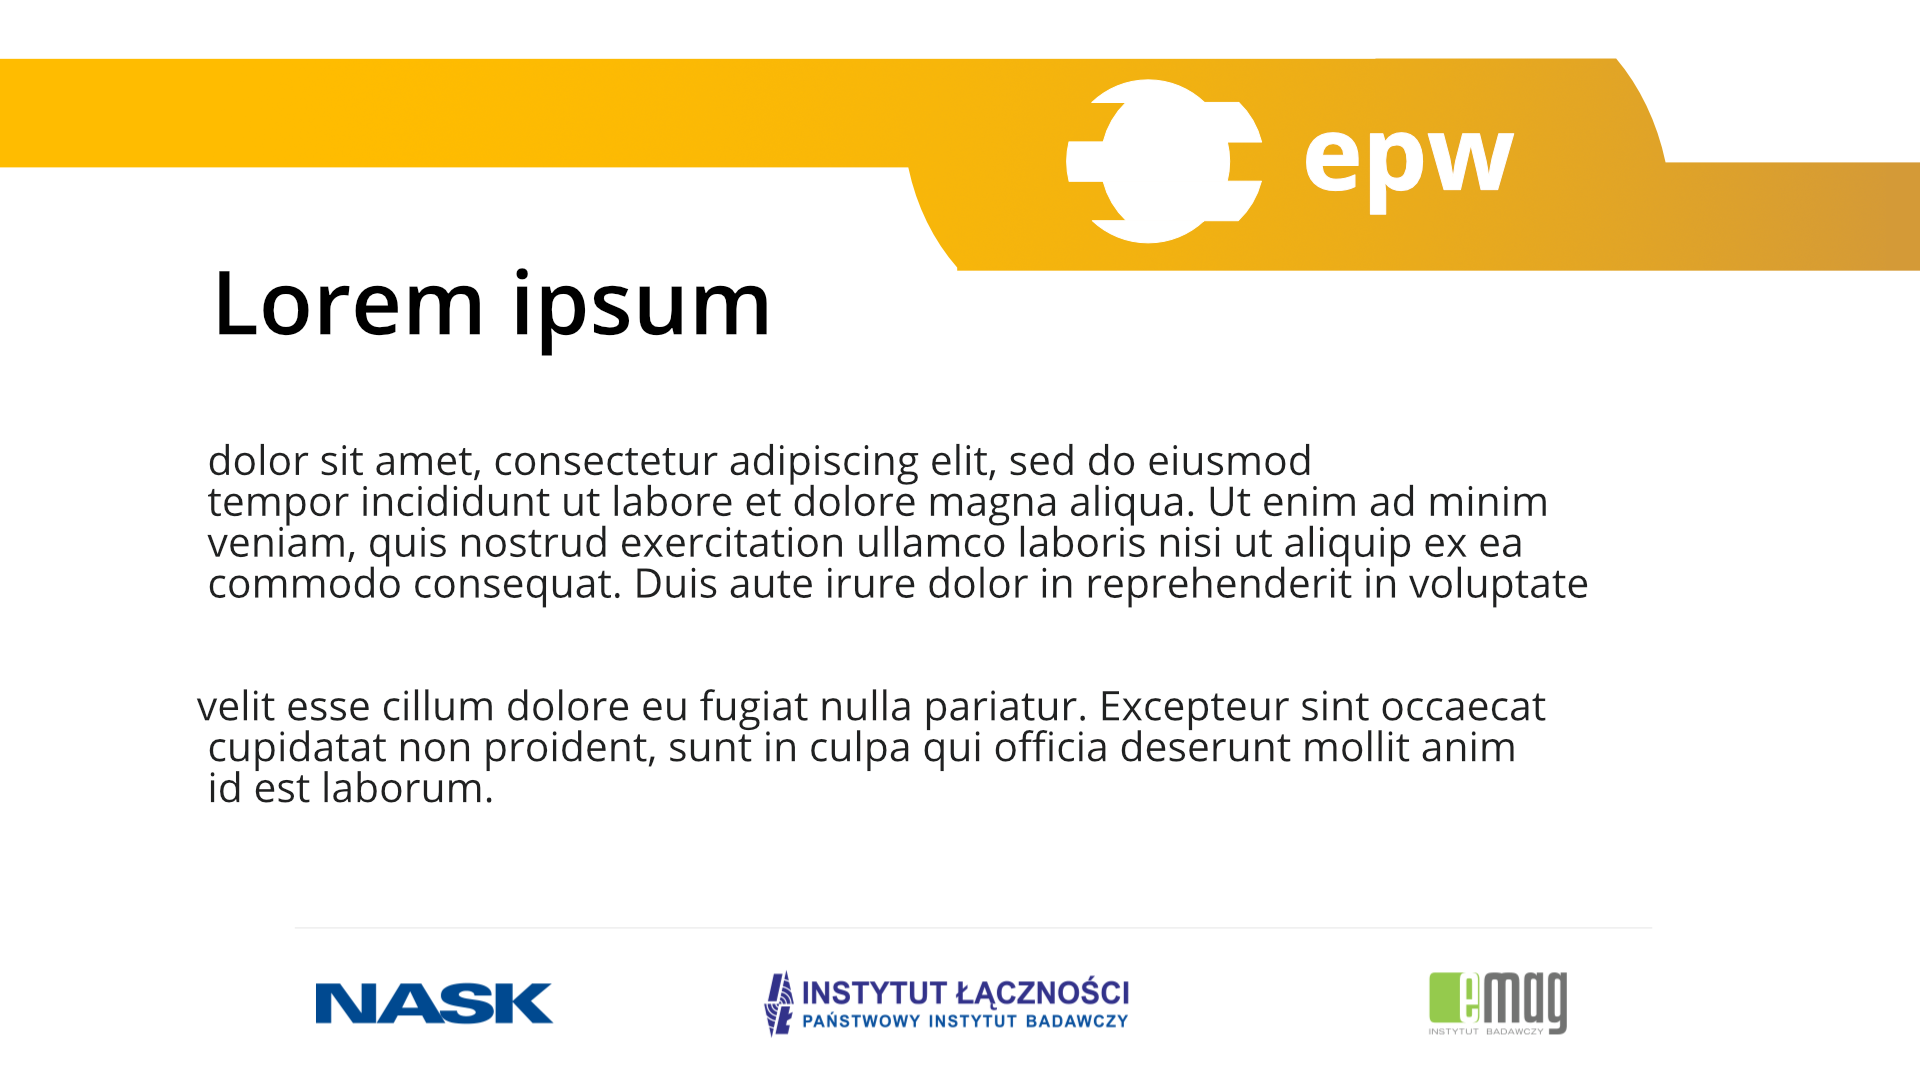 epw
Lorem ipsum
dolor sit amet, consectetur adipiscing elit, sed do eiusmod
tempor incididunt ut labore et dolore magna aliqua. Ut enim ad minim
veniam, quis nostrud exercitation ullamco laboris nisi ut aliquip ex ea
commodo consequat. Duis aute irure dolor in reprehenderit in voluptate
velit esse cillum dolore eu fugiat nulla pariatur. Excepteur sint occaecat
cupidatat non proident, sunt in culpa qui officia deserunt mollit anim
id est laborum.
NASK
INSTYTUT ŁĄCZNOŚCI
PAŃSTWOWY INSTYTUT BADAWCZY
emag
INSTYTUT BADAWCZY